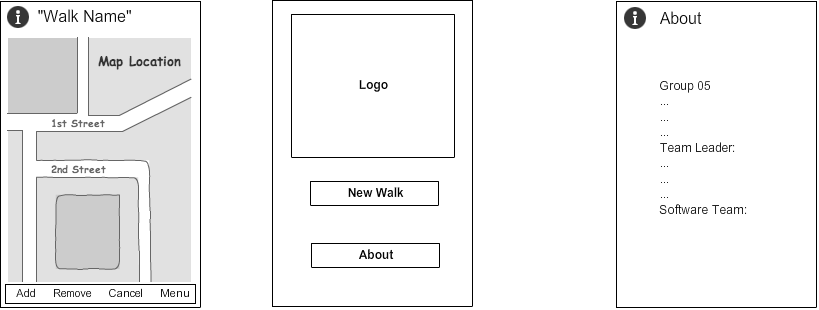 "Walk Name"
Map Location
1st Street
2nd Street
Add Remove Cancel Menu
Logo
New Walk
About
About
Group 05
...
...
...
Team Leader:
...
...
...
Software Team: